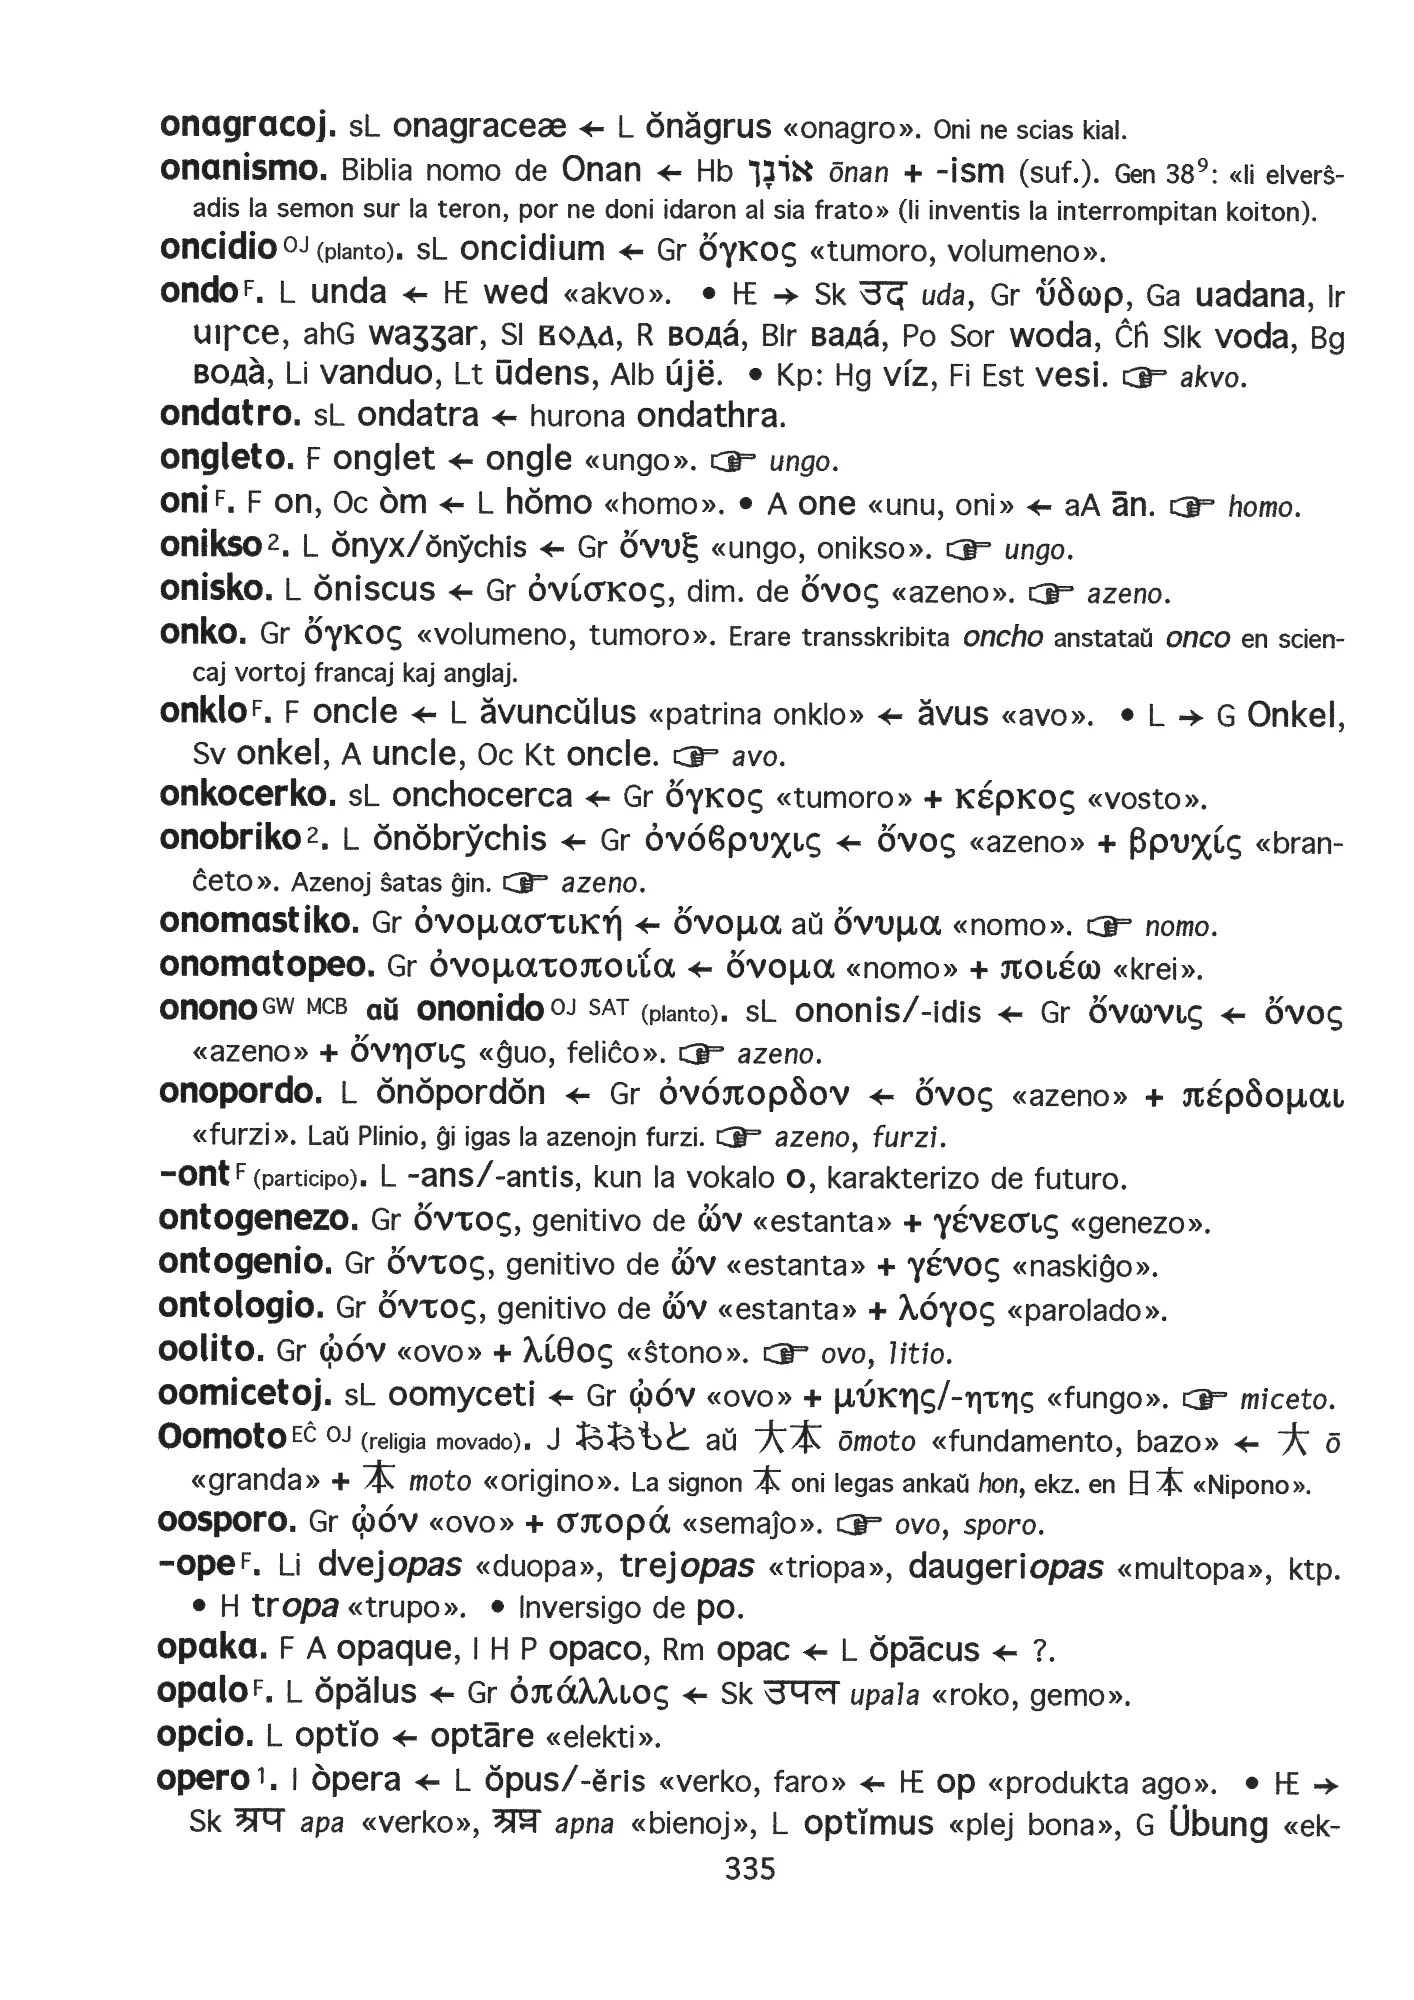 onagracoj. sL onagraceæ ← L ŏnăgrus «onagro». Oni ne scias kial.
onanismo. Biblia nomo de Onan ← Hb אוֹנָן ōnan + -ism (suf.). Gen 38⁹: «li elverŝ-
adis la semon sur la teron, por ne doni idaron al sia frato» (li inventis la interrompitan koiton).
oncidio OJ (planto). sL oncidium ← Gr ὄγκος «tumoro, volumeno».
ondo F. L unda ← IE wed «akvo». • IE → Sk उद uda, Gr ὕδωρ, Ga uadana, Ir
uırce, ahG waʒʒar, Sl вода, R водá, Blr вадá, Po Sor woda, Ĉĥ Slk voda, Bg
водà, Li vanduo, Lt ūdens, Alb újë. • Kp: Hg víz, Fi Est vesi. ☞ akvo.
ondatro. sL ondatra ← hurona ondathra.
ongleto. F onglet ← ongle «ungo». ☞ ungo.
oni F. F on, Oc òm ← L hŏmo «homo». • A one «unu, oni» ← aA ān. ☞ homo.
onikso 2. L ŏnyx/ŏny̆chis ← Gr ὄνυξ «ungo, onikso». ☞ ungo.
onisko. L ŏniscus ← Gr ὀνίσκος, dim. de ὄνος «azeno». ☞ azeno.
onko. Gr ὄγκος «volumeno, tumoro». Erare transskribita oncho anstataŭ onco en scien-
caj vortoj francaj kaj anglaj.
onklo F. F oncle ← L ăvuncŭlus «patrina onklo» ← ăvus «avo». • L → G Onkel,
Sv onkel, A uncle, Oc Kt oncle. ☞ avo.
onkocerko. sL onchocerca ← Gr ὄγκος «tumoro» + κέρκος «vosto».
onobriko 2. L ŏnŏbry̆chis ← Gr ὀνόϐρυχις ← ὄνος «azeno» + βρυχίς «bran-
ĉeto». Azenoj ŝatas ĝin. ☞ azeno.
onomastiko. Gr ὀνομαστική ← ὄνομα aŭ ὄνυμα «nomo». ☞ nomo.
onomatopeo. Gr ὀνοματοποιΐα ← ὄνομα «nomo» + ποιέω «krei».
onono GW MCB aŭ ononido OJ SAT (planto). sL ononis/-idis ← Gr ὄνωνις ← ὄνος
«azeno» + ὄνησις «ĝuo, feliĉo». ☞ azeno.
onopordo. L ŏnŏpordŏn ← Gr ὀνόπορδον ← ὄνος «azeno» + πέρδομαι
«furzi». Laŭ Plinio, ĝi igas la azenojn furzi. ☞ azeno, furzi.
-ont F (participo). L -ans/-antis, kun la vokalo o, karakterizo de futuro.
ontogenezo. Gr ὄντος, genitivo de ὤν «estanta» + γένεσις «genezo».
ontogenio. Gr ὄντος, genitivo de ὤν «estanta» + γένος «naskiĝo».
ontologio. Gr ὄντος, genitivo de ὤν «estanta» + λόγος «parolado».
oolito. Gr ᾠόν «ovo» + λίθος «ŝtono». ☞ ovo, litio.
oomicetoj. sL oomyceti ← Gr ᾠόν «ovo» + μύκης/-ητης «fungo». ☞ miceto.
Oomoto EĈ OJ (religia movado). J おおもと aŭ 大本 ōmoto «fundamento, bazo» ← 大 ō
«granda» + 本 moto «origino». La signon 本 oni legas ankaŭ hon, ekz. en 日本 «Nipono».
oosporo. Gr ᾠόν «ovo» + σπορά «semaĵo». ☞ ovo, sporo.
-ope F. Li dvejopas «duopa», trejopas «triopa», daugeriopas «multopa», ktp.
• H tropa «trupo». • Inversigo de po.
opaka. F A opaque, I H P opaco, Rm opac ← L ŏpācus ← ?.
opalo F. L ŏpălus ← Gr ὀπάλλιος ← Sk उपल upala «roko, gemo».
opcio. L optĭo ← optāre «elekti».
opero 1. I òpera ← L ŏpus/-ĕris «verko, faro» ← IE op «produkta ago». • IE →
Sk अप apa «verko», अप्न apna «bienoj», L optĭmus «plej bona», G Übung «ek-
335